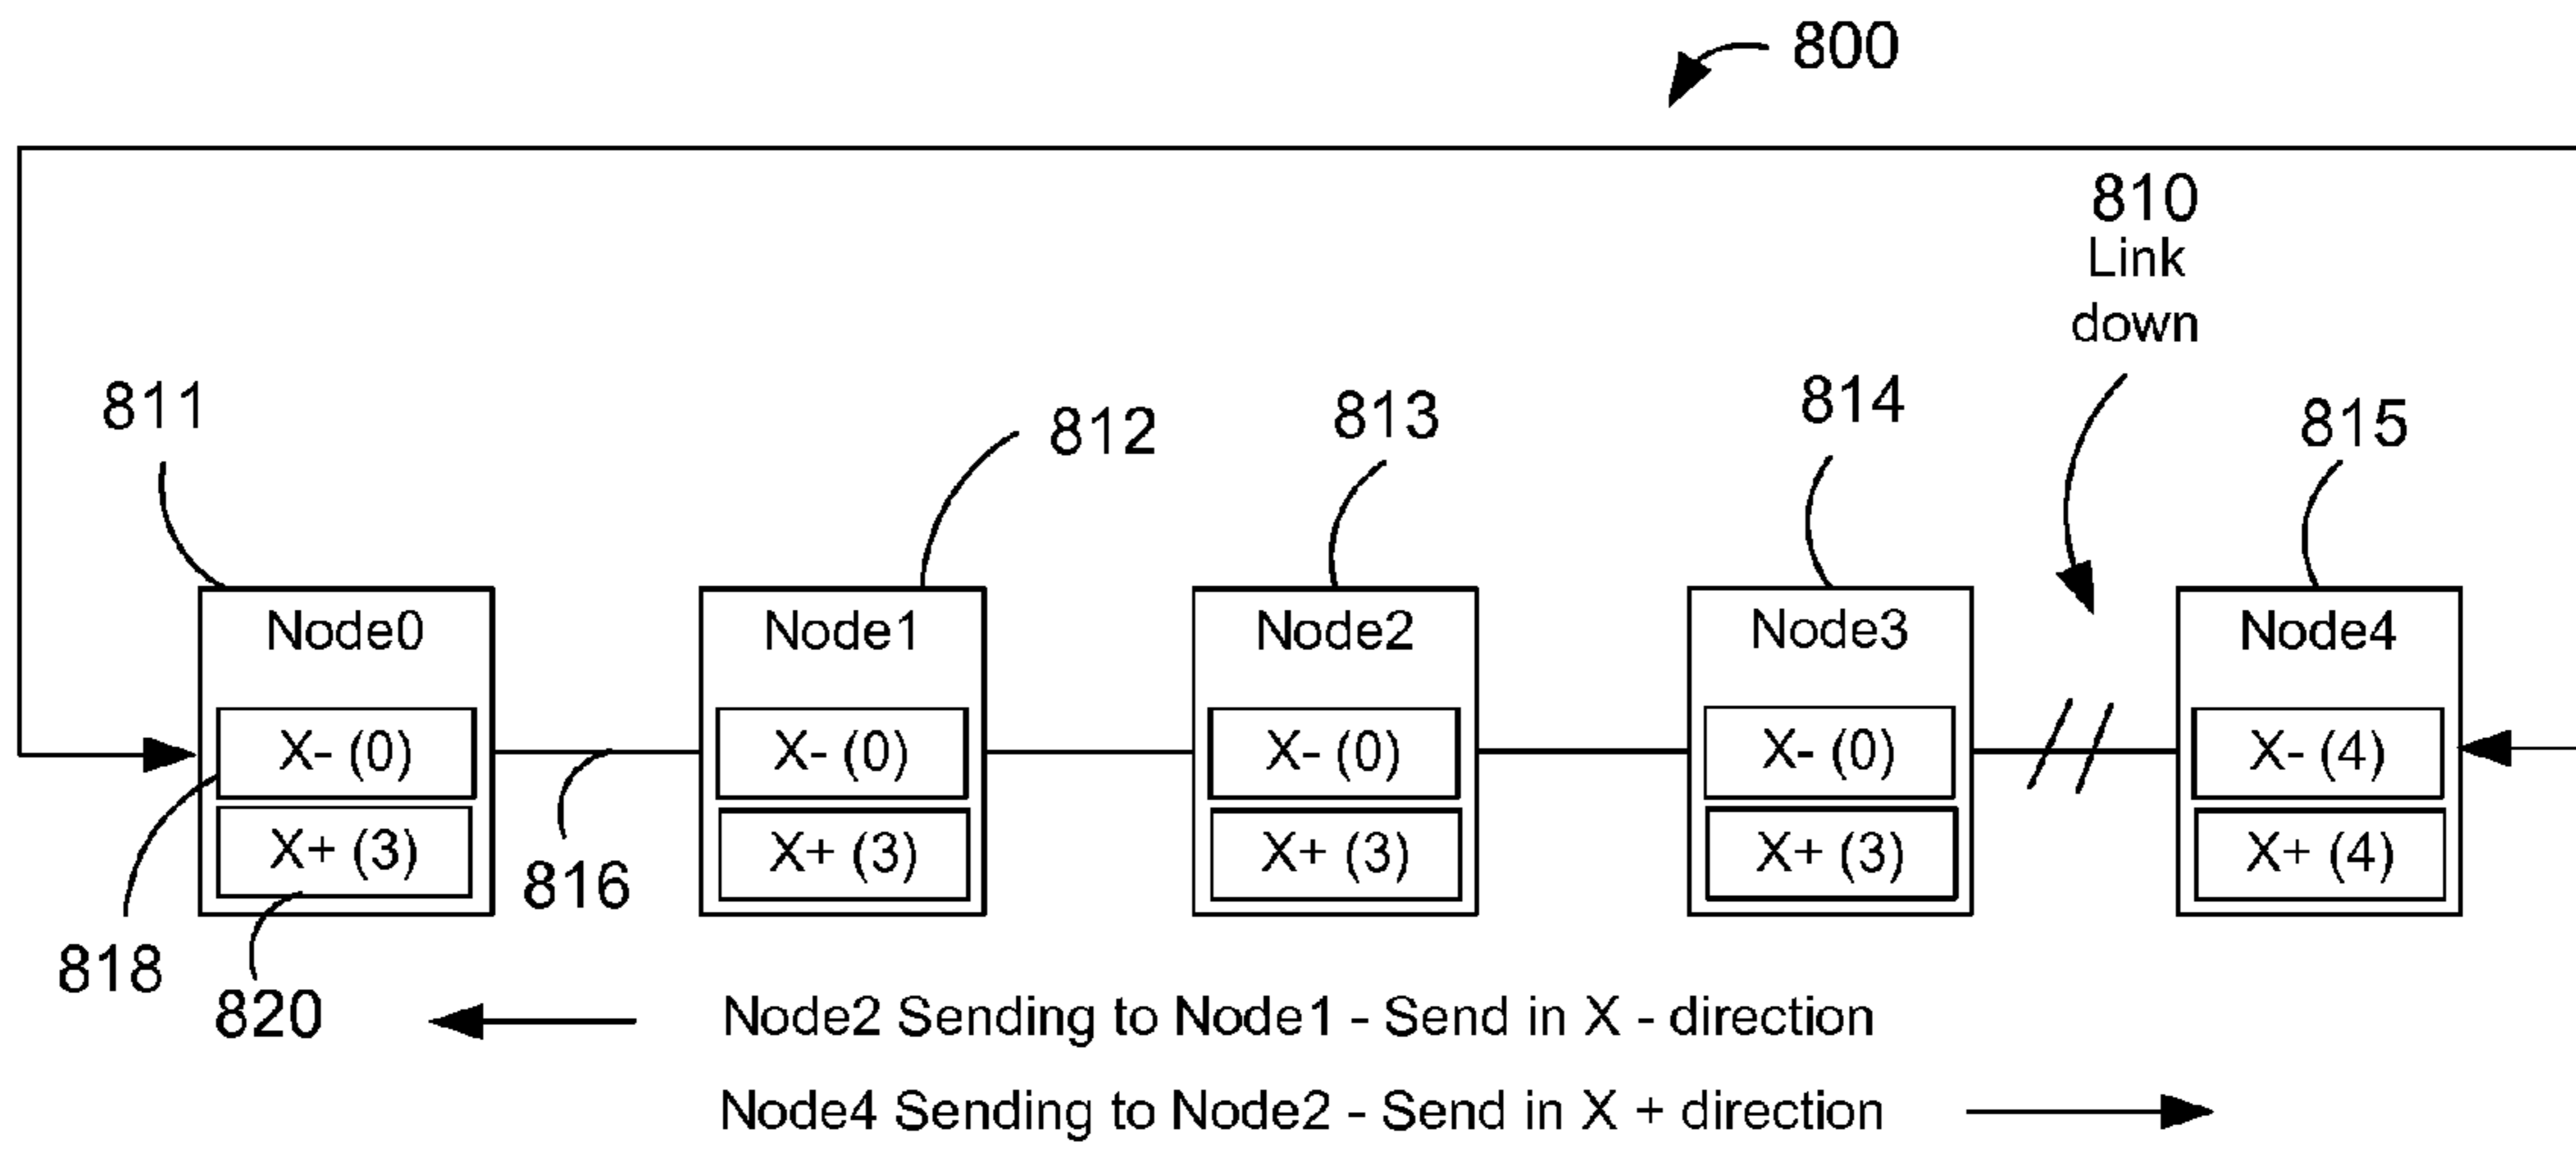 800
810
Link
down
811
812
813
814
815
Node0
Node1
Node2
Node3
Node4
X- (0)
X- (0)
X- (0)
X- (0)
X- (4)
X+ (3)
X+ (3)
X+ (3)
X+ (3)
X+ (4)
816
818
820
Node2 Sending to Node1 - Send in X - direction
Node4 Sending to Node2 - Send in X + direction